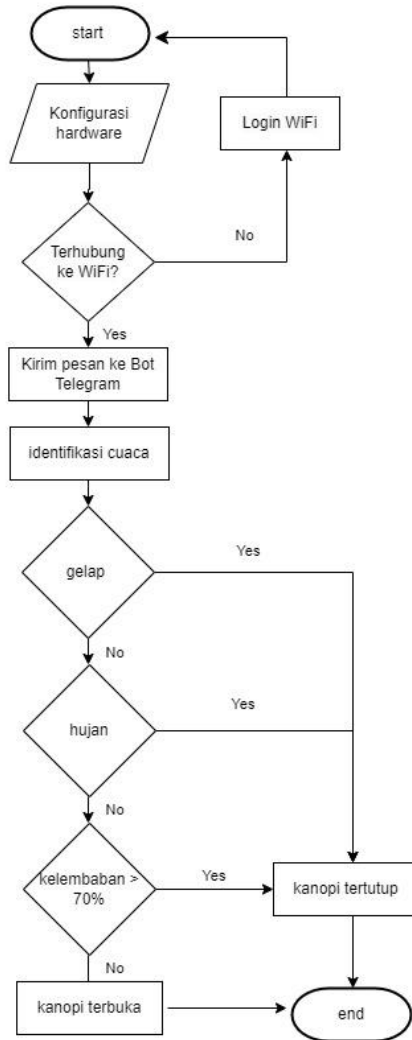 start
Konfigurasi
hardware
Login WiFi
Terhubung
ke WiFi?
No
Yes
Kirim pesan ke Bot
Telegram
identifikasi cuaca
gelap
Yes
No
hujan
Yes
No
kelembaban >
70%
Yes
kanopi tertutup
No
kanopi terbuka
end